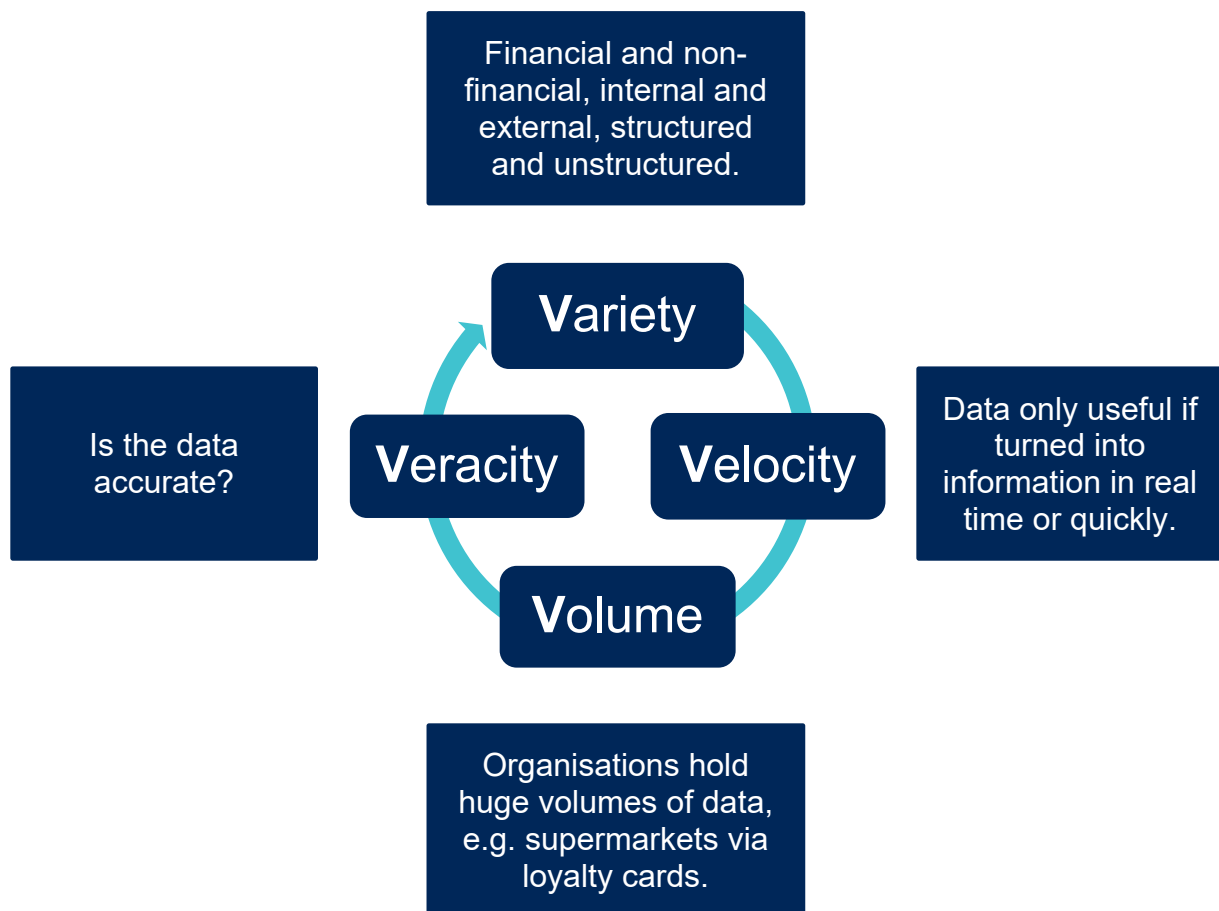 Financial and non-
financial, internal and
external, structured
and unstructured.
Variety
Is the data
accurate?
Veracity
Velocity
Data only useful if
turned into
information in real
time or quickly.
Volume
Organisations hold
huge volumes of data,
e.g. supermarkets via
loyalty cards.